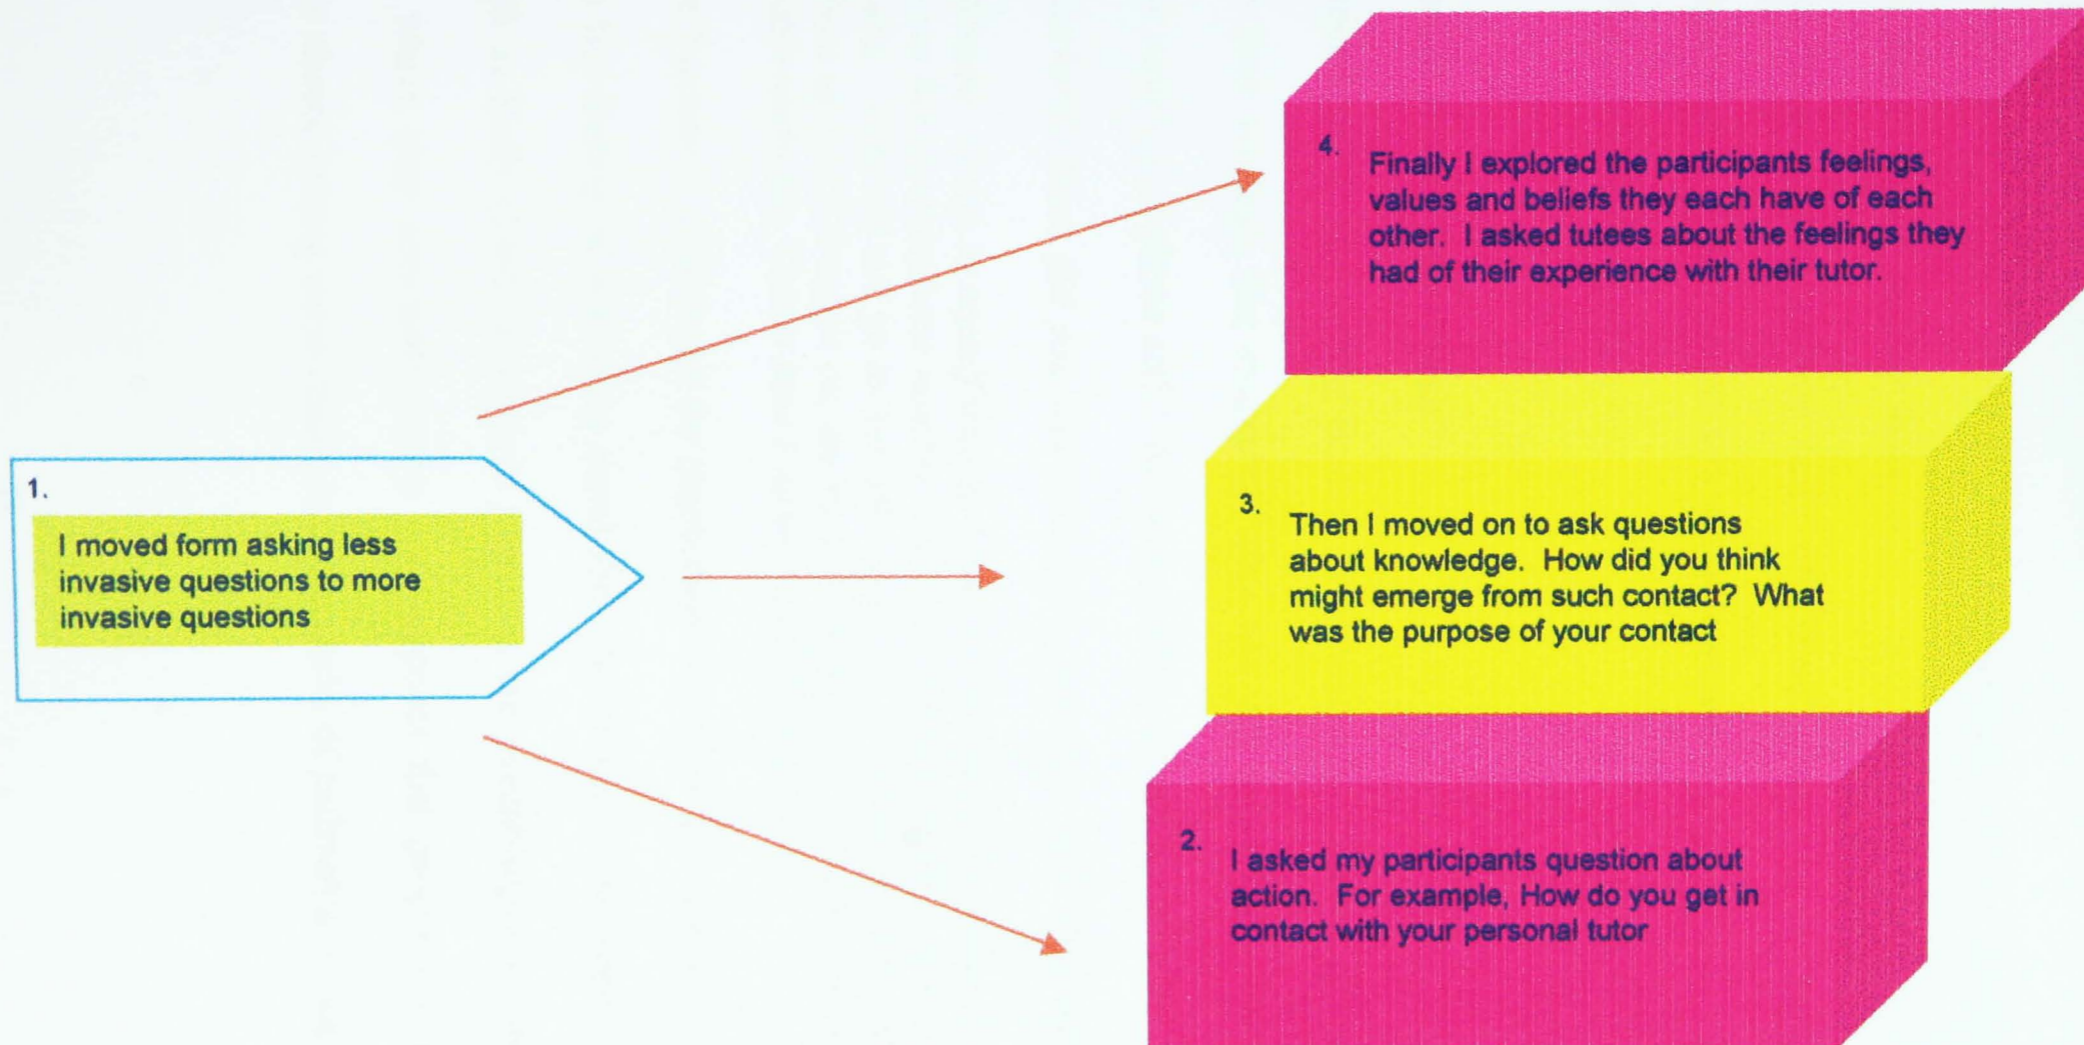 1.
I moved form asking less
invasive questions to more
invasive questions
2.
I asked my participants question about
action. For example, How do you get in
contact with your personal tutor
3.
Then I moved on to ask questions
about knowledge. How did you think
might emerge from such contact? What
was the purpose of your contact
4.
Finally I explored the participants feelings,
values and beliefs they each have of each
other. I asked tutees about the feelings they
had of their experience with their tutor.